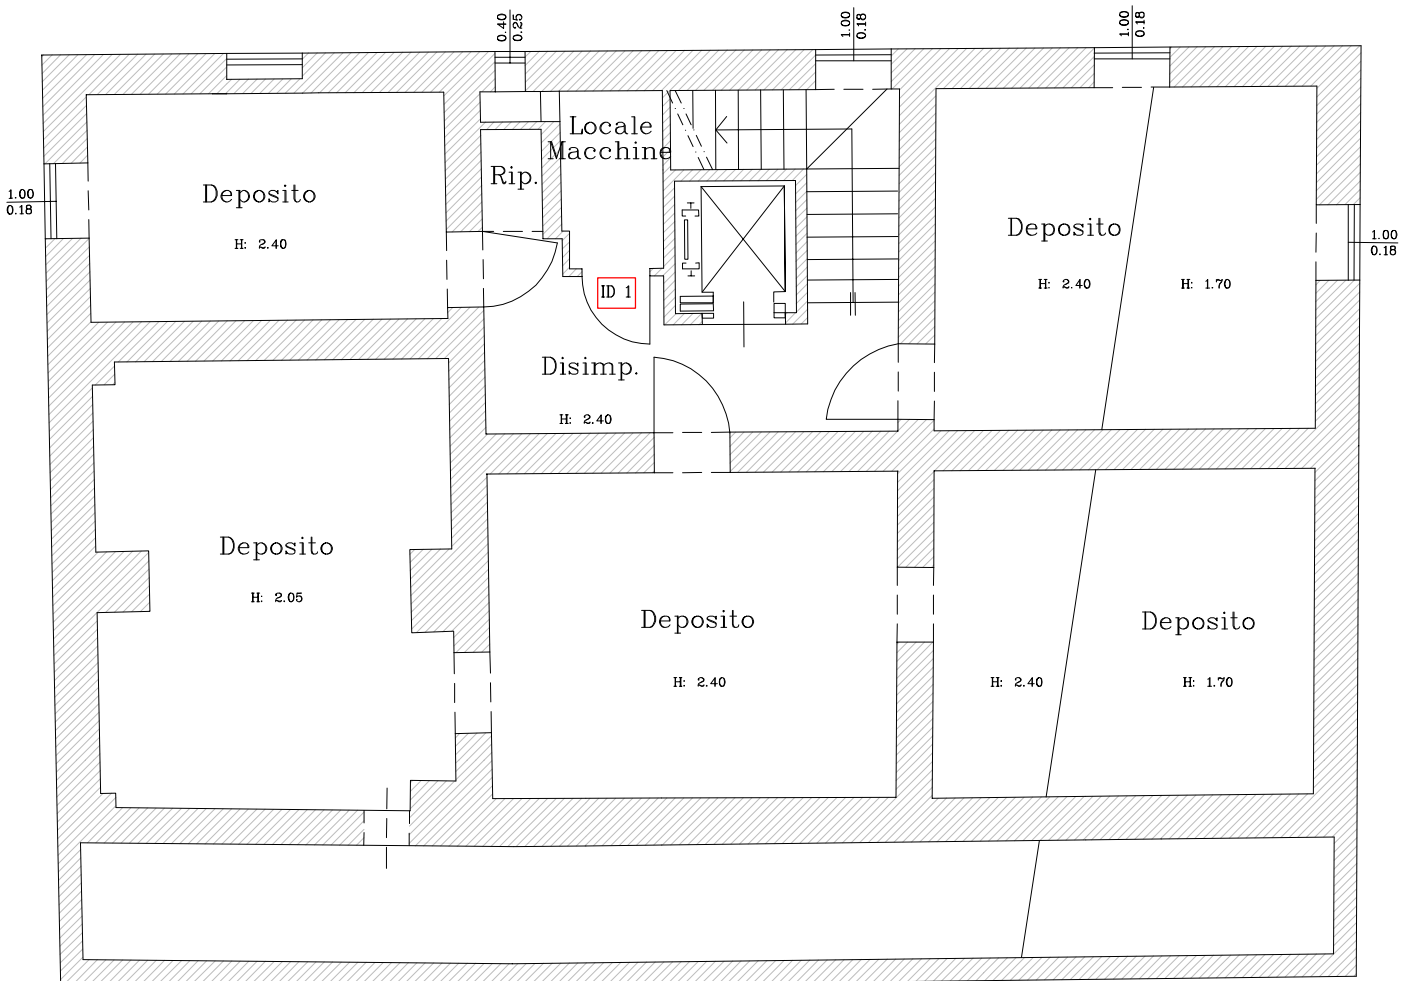 0.40
0.25
1.00
0.18
1.00
0.18
Locale
Macchine
Rip.
Deposito
H: 2.40
1.00
0.18
Deposito
H: 2.40
H: 1.70
1.00
0.18
ID 1
Disimp.
H: 2.40
Deposito
H: 2.05
Deposito
H: 2.40
Deposito
H: 2.40
H: 1.70